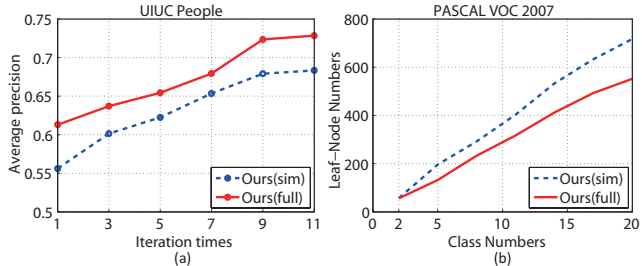 UIUC People
0.75
0.7
0.65
0.6
0.55
0.5
Average precision
Ours(sim)
Ours(full)
1 3 5 7 9 11
Iteration times
(a)
PASCAL VOC 2007
800
600
400
200
0
Leaf-Node Numbers
Ours(sim)
Ours(full)
0 2 5 10 15 20
Class Numbers
(b)